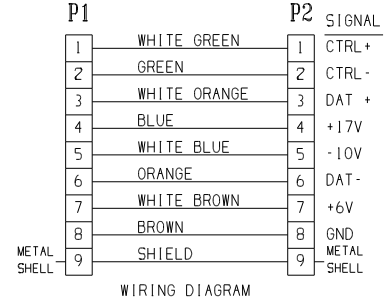 P1 P2 SIGNAL
1 WHITE GREEN 1 CTRL+
2 GREEN 2 CTRL-
3 WHITE ORANGE 3 DAT +
4 BLUE 4 +17V
5 WHITE BLUE 5 -10V
6 ORANGE 6 DAT-
7 WHITE BROWN 7 +6V
8 BROWN 8 GND
METAL SHELL 9 SHIELD 9 METAL SHELL
WIRING DIAGRAM